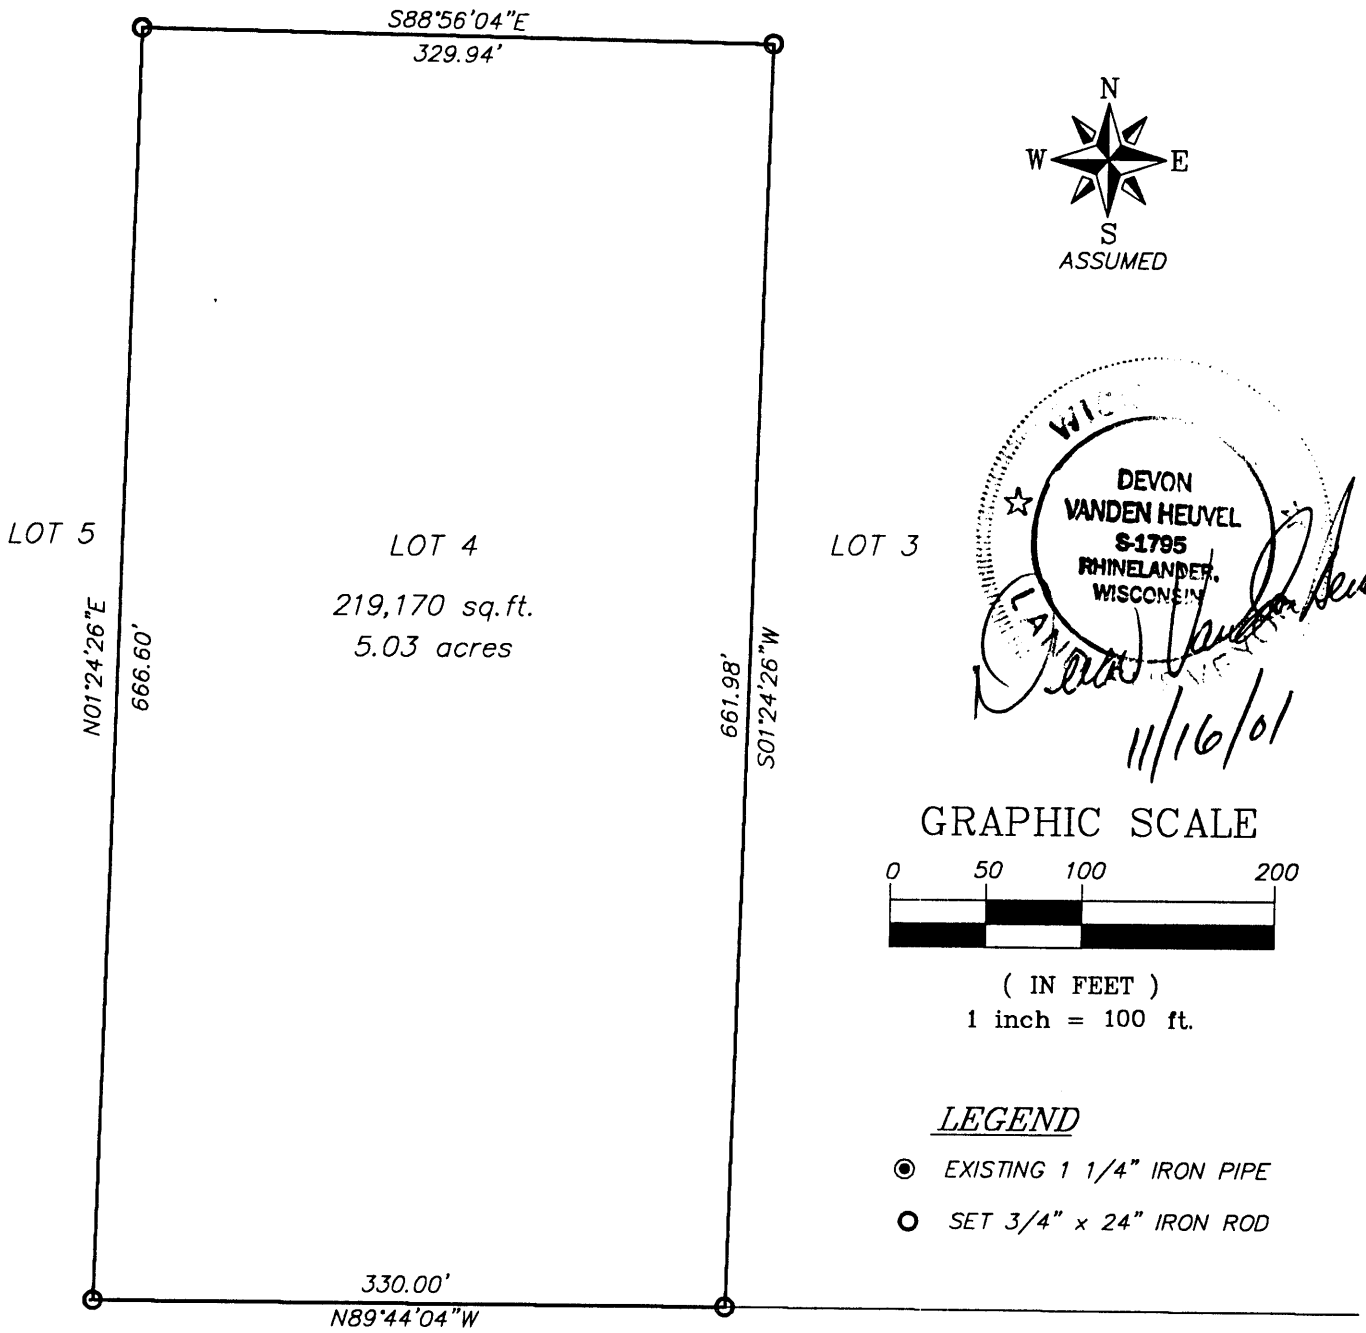 S88°56'04"E
329.94'
N
W E
S
ASSUMED
WIS
DEVON
VANDEN HEUVEL
S-1795
RHINELANDER,
WISCONSIN
LAN
11/16/01
LOT 5
LOT 4
LOT 3
219,170 sq.ft.
5.03 acres
N01°24'26"E
666.60'
661.98'
S01°24'26"W
GRAPHIC SCALE
0 50 100 200
( IN FEET )
1 inch = 100 ft.
LEGEND
EXISTING 1 1/4" IRON PIPE
SET 3/4" x 24" IRON ROD
330.00'
N89°44'04"W